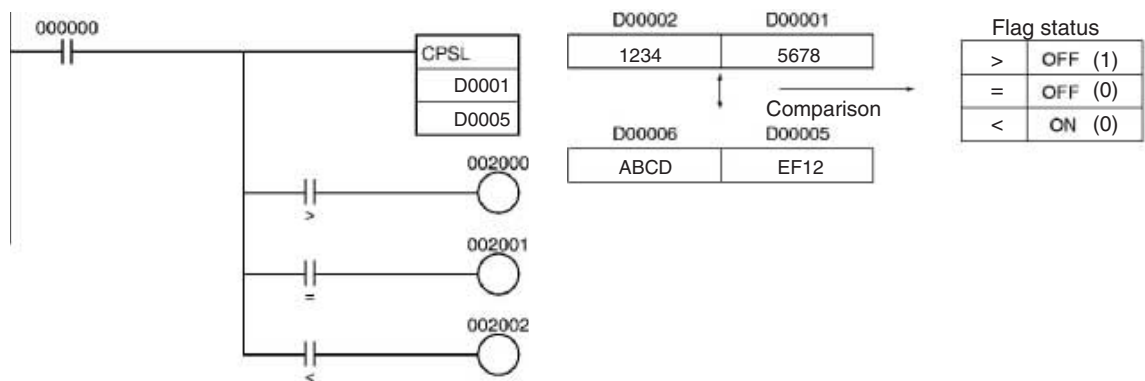 000000
CPSL
D0001
D0005
002000
>
002001
=
002002
<
D00002 D00001
1234 5678
Comparison
D00006 D00005
ABCD EF12
Flag status
> OFF (1)
= OFF (0)
< ON (0)